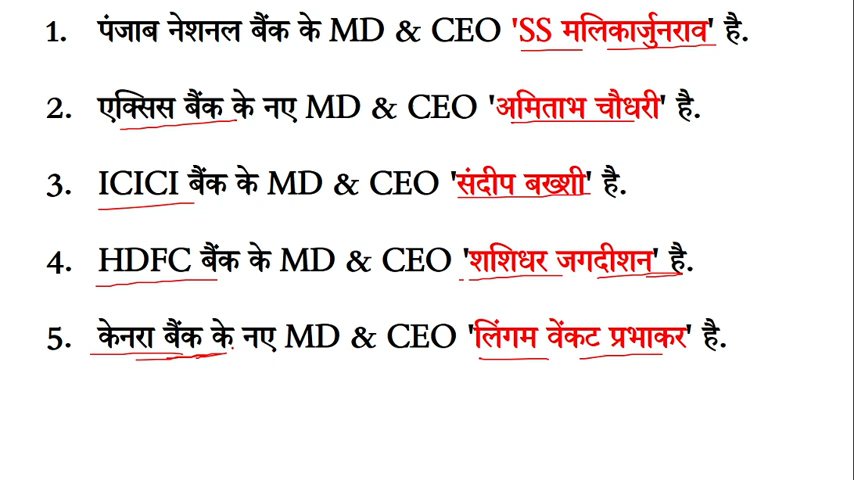 1. पंजाब नेशनल बैंक के MD & CEO 'SS मलिकार्जुनराव' है.
2. एक्सिस बैंक के नए MD & CEO 'अमिताभ चौधरी' है.
3. ICICI बैंक के MD & CEO 'संदीप बख्शी' है.
4. HDFC बैंक के MD & CEO 'शशिधर जगदीशन' है.
5. केनरा बैंक के नए MD & CEO 'लिंगम वेंकट प्रभाकर' है.